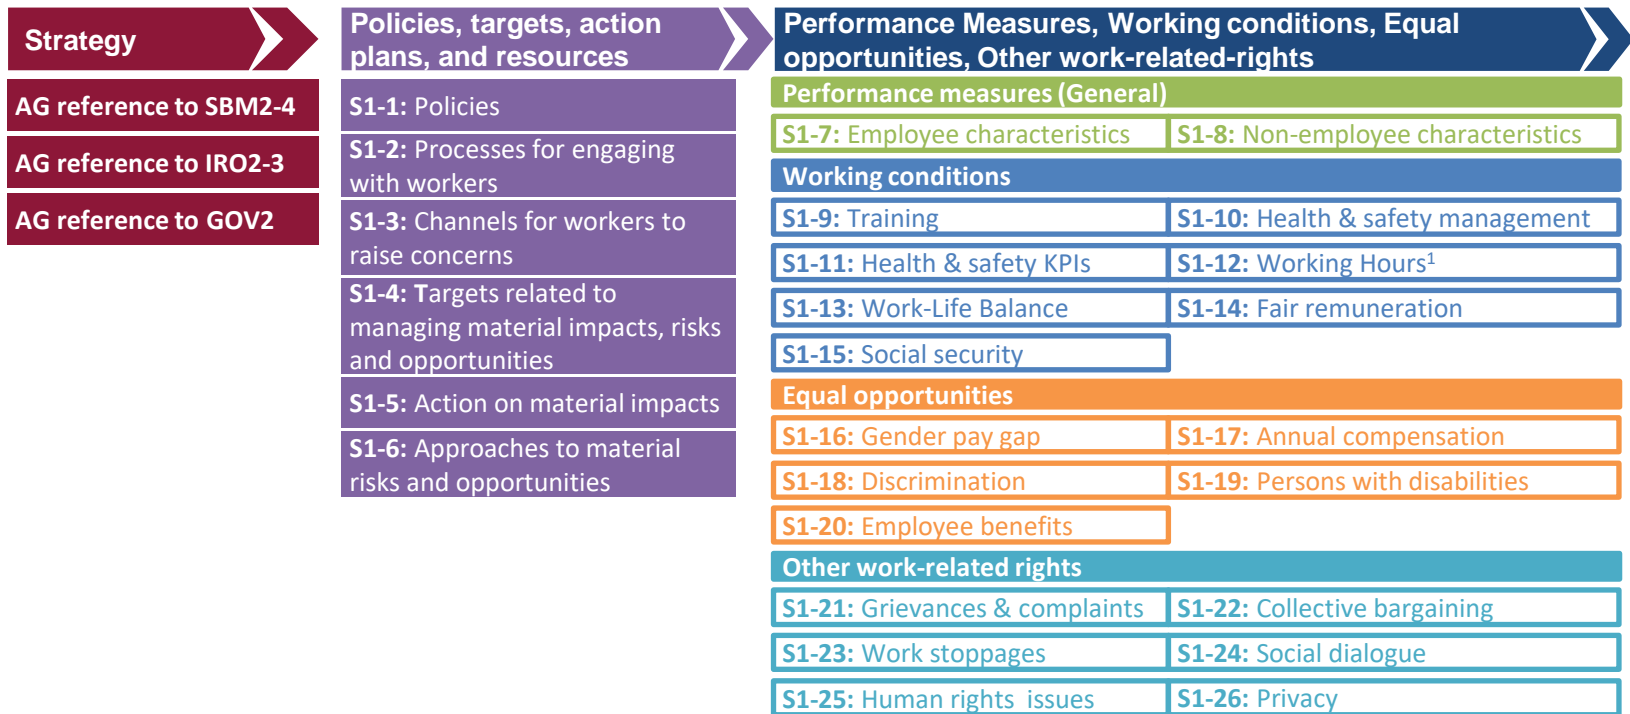 Strategy
AG reference to SBM2-4
AG reference to IRO2-3
AG reference to GOV2
Policies, targets, action
plans, and resources
S1-1: Policies
S1-2: Processes for engaging
with workers
S1-3: Channels for workers to
raise concerns
S1-4: Targets related to
managing material impacts, risks
and opportunities
S1-5: Action on material impacts
S1-6: Approaches to material
risks and opportunities
Performance Measures, Working conditions, Equal
opportunities, Other work-related-rights
Performance measures (General)
S1-7: Employee characteristics
S1-8: Non-employee characteristics
Working conditions
S1-9: Training
S1-10: Health & safety management
S1-11: Health & safety KPIs
S1-12: Working Hours¹
S1-13: Work-Life Balance
S1-14: Fair remuneration
S1-15: Social security
Equal opportunities
S1-16: Gender pay gap
S1-17: Annual compensation
S1-18: Discrimination
S1-19: Persons with disabilities
S1-20: Employee benefits
Other work-related rights
S1-21: Grievances & complaints
S1-22: Collective bargaining
S1-23: Work stoppages
S1-24: Social dialogue
S1-25: Human rights issues
S1-26: Privacy